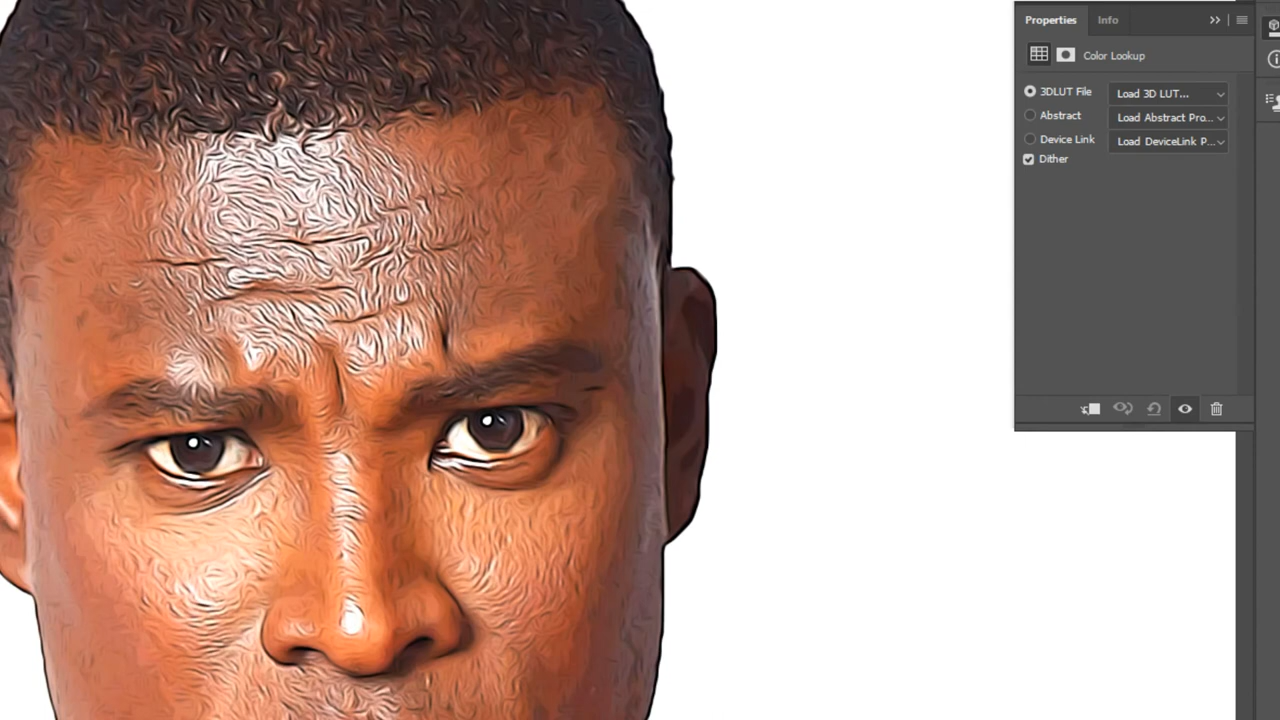 Properties Info
Color Lookup
3DLUT File Load 3D LUT...
Abstract Load Abstract Pro...
Device Link Load DeviceLink P...
Dither